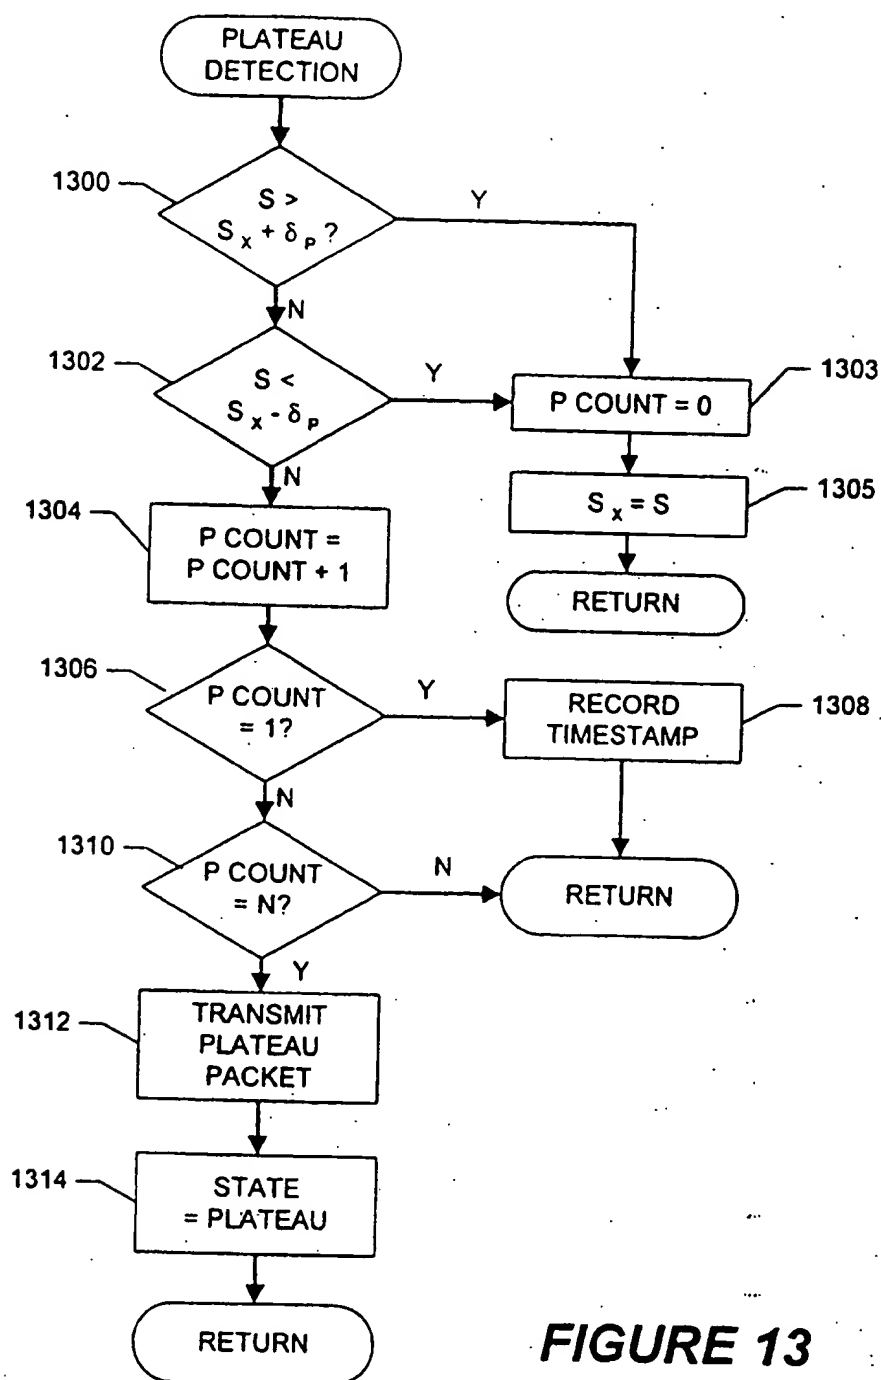 PLATEAU
DETECTION
1300
S >
S x + δ P ?
Y
N
1302
S <
S x - δ P
Y
P COUNT = 0
1303
N
1304
P COUNT =
P COUNT + 1
S x = S
1305
RETURN
1306
P COUNT
= 1?
Y
RECORD
TIMESTAMP
1308
N
1310
P COUNT
= N?
N
RETURN
Y
1312
TRANSMIT
PLATEAU
PACKET
1314
STATE
= PLATEAU
RETURN
FIGURE 13